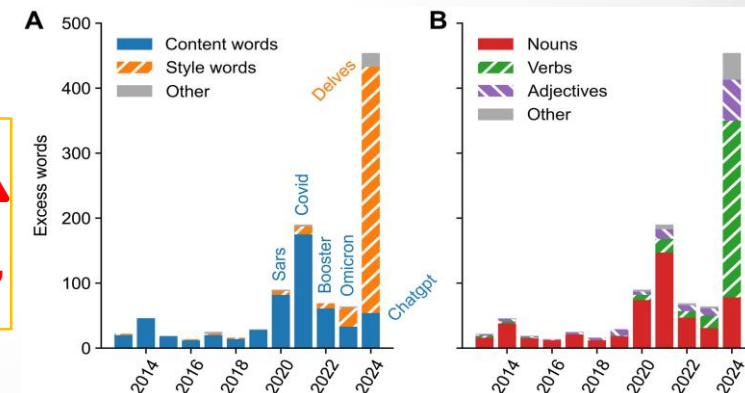 A
500
400
300
200
100
0
Excess words
Content words
Style words
Other
Sars
Covid
Booster
Omicron
Delves
Chatgpt
2014
2016
2018
2020
2022
2024
B
Nouns
Verbs
Adjectives
Other
2014
2016
2018
2020
2022
2024